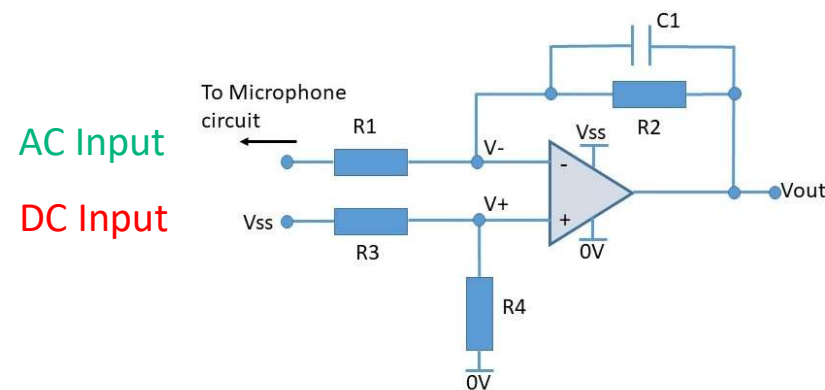 C1
To Microphone
circuit
AC Input
R1
V-
Vss
R2
-
DC Input
Vss
V+
+
Vout
R3
0V
R4
0V